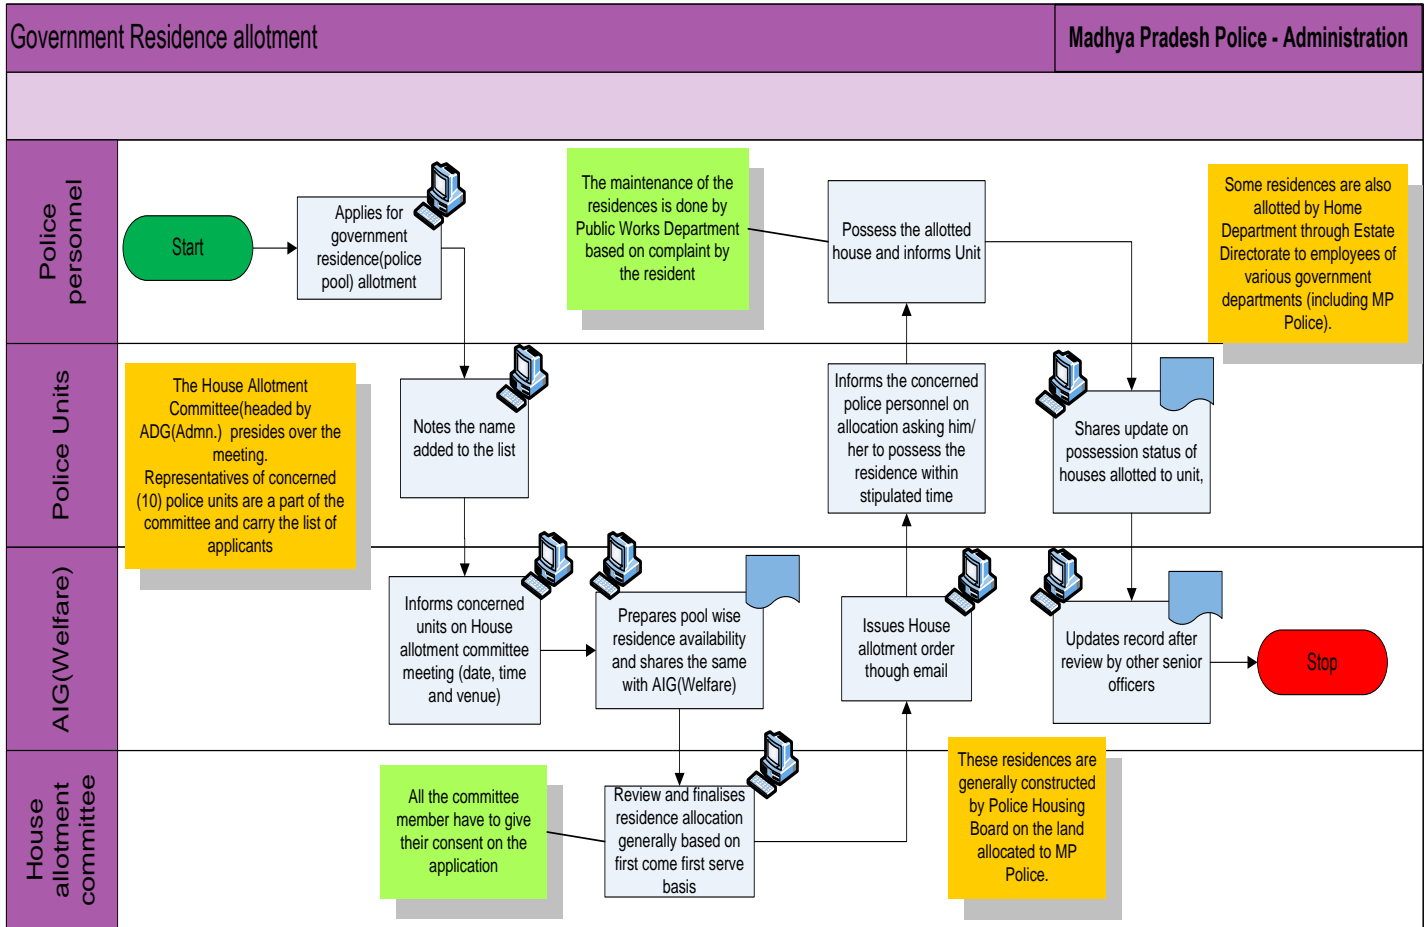 Government Residence allotment
Madhya Pradesh Police - Administration
Police
personnel
Start
Applies for
government
residence(police
pool) allotment
The maintenance of the
residences is done by
Public Works Department
based on complaint by
the resident
Possess the allotted
house and informs Unit
Some residences are also
allotted by Home
Department through Estate
Directorate to employees of
various government
departments (including MP
Police).
Police Units
The House Allotment
Committee(headed by
ADG(Admn.) presides over the
meeting.
Representatives of concerned
(10) police units are a part of the
committee and carry the list of
applicants
Notes the name
added to the list
Informs the concerned
police personnel on
allocation asking him/
her to possess the
residence within
stipulated time
Shares update on
possession status of
houses allotted to unit,
AIG(Welfare)
Informs concerned
units on House
allotment committee
meeting (date, time
and venue)
Prepares pool wise
residence availability
and shares the same
with AIG(Welfare)
Issues House
allotment order
though email
Updates record after
review by other senior
officers
Stop
House
allotment
committee
All the committee
member have to give
their consent on the
application
Review and finalises
residence allocation
generally based on
first come first serve
basis
These residences are
generally constructed
by Police Housing
Board on the land
allocated to MP
Police.